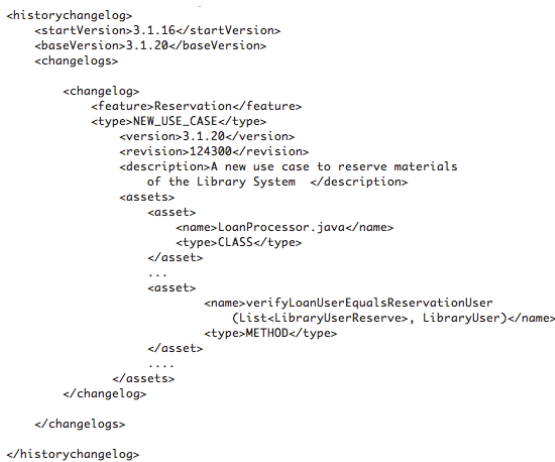 <historychangelog>
<startVersion>3.1.16</startVersion>
<baseVersion>3.1.20</baseVersion>
<changelogs>
<changelog>
<feature>Reservation</feature>
<type>NEW_USE_CASE</type>
<version>3.1.20</version>
<revision>124300</revision>
<description>A new use case to reserve materials
of the Library System  </description>
<assets>
<asset>
<name>LoanProcessor.java</name>
<type>CLASS</type>
</asset>
...
<asset>
<name>verifyLoanUserEqualsReservationUser
(List<LibraryUserReserve>, LibraryUser)</name>
<type>METHOD</type>
</asset>
....
</assets>
</changelog>
</changelogs>
</historychangelog>